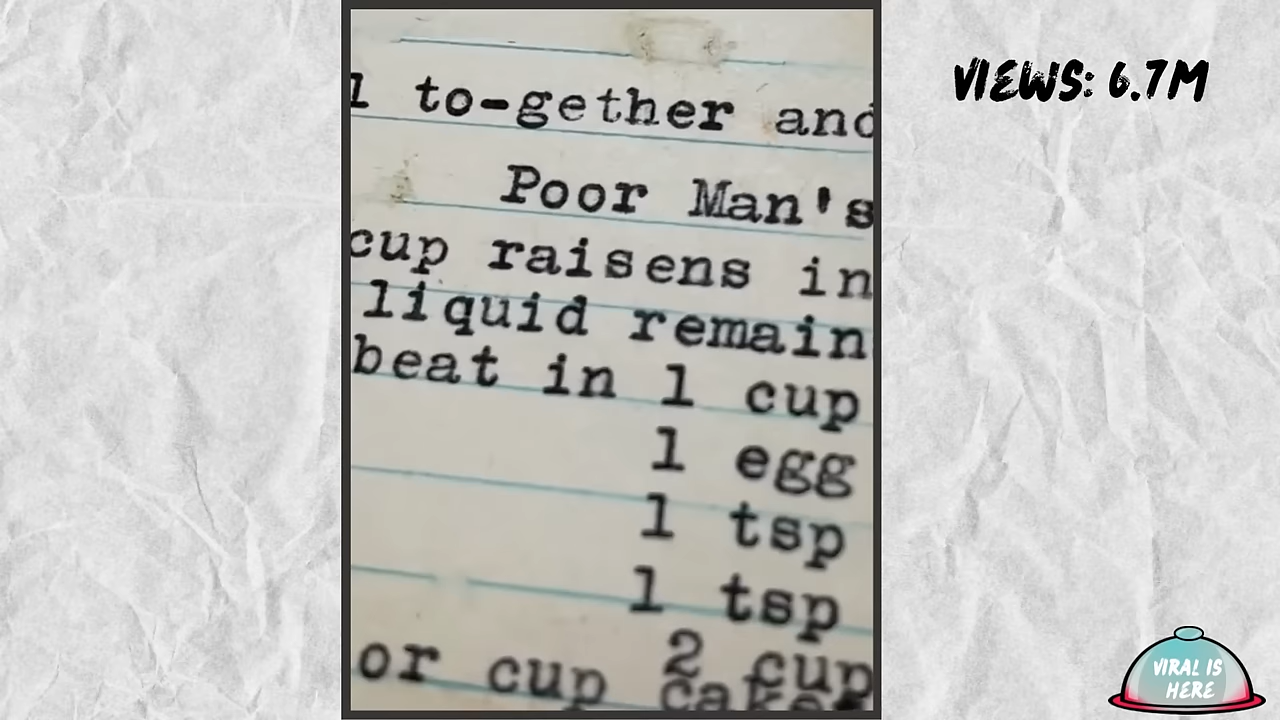 VIEWS: 6.7M
l to-gether and
Poor Man's
cup raisens in
liquid remain
beat in 1 cup
1 egg
1 tsp
1 tsp
2 cup
or cup cakes
VIRAL IS
HERE